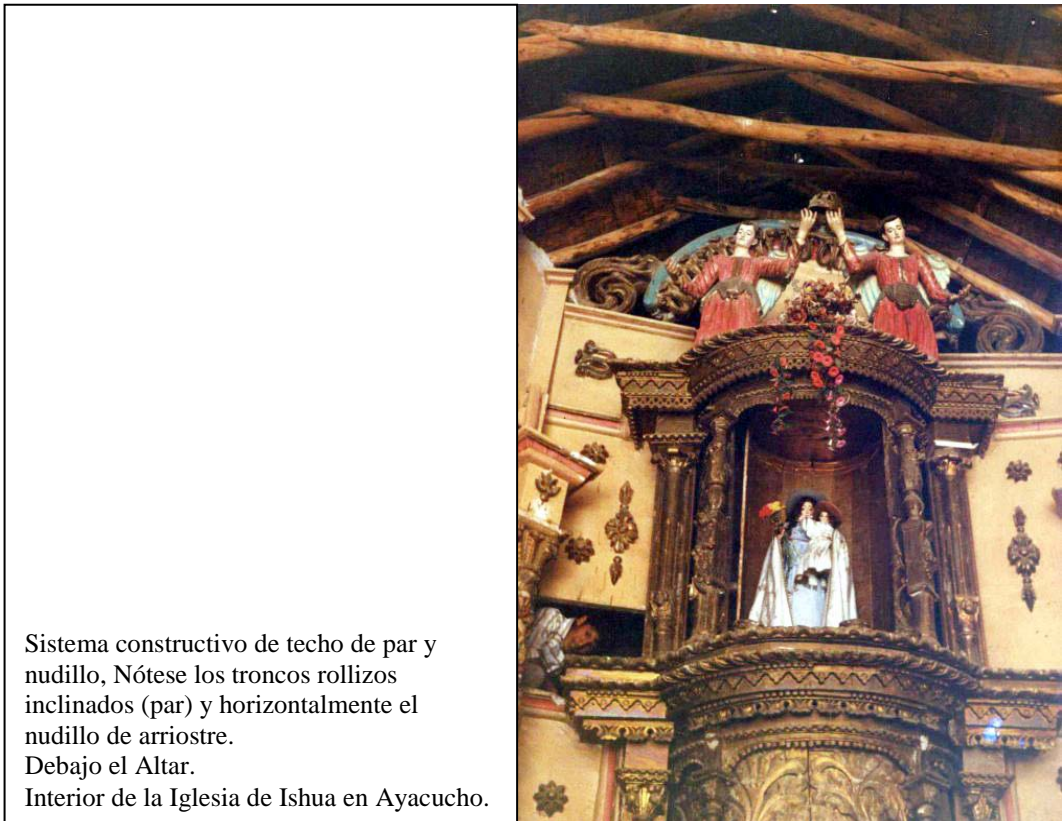 Sistema constructivo de techo de par y
nudillo, Nótese los troncos rollizos
inclinados (par) y horizontalmente el
nudillo de arriostre.
Debajo el Altar.
Interior de la Iglesia de Ishua en Ayacucho.